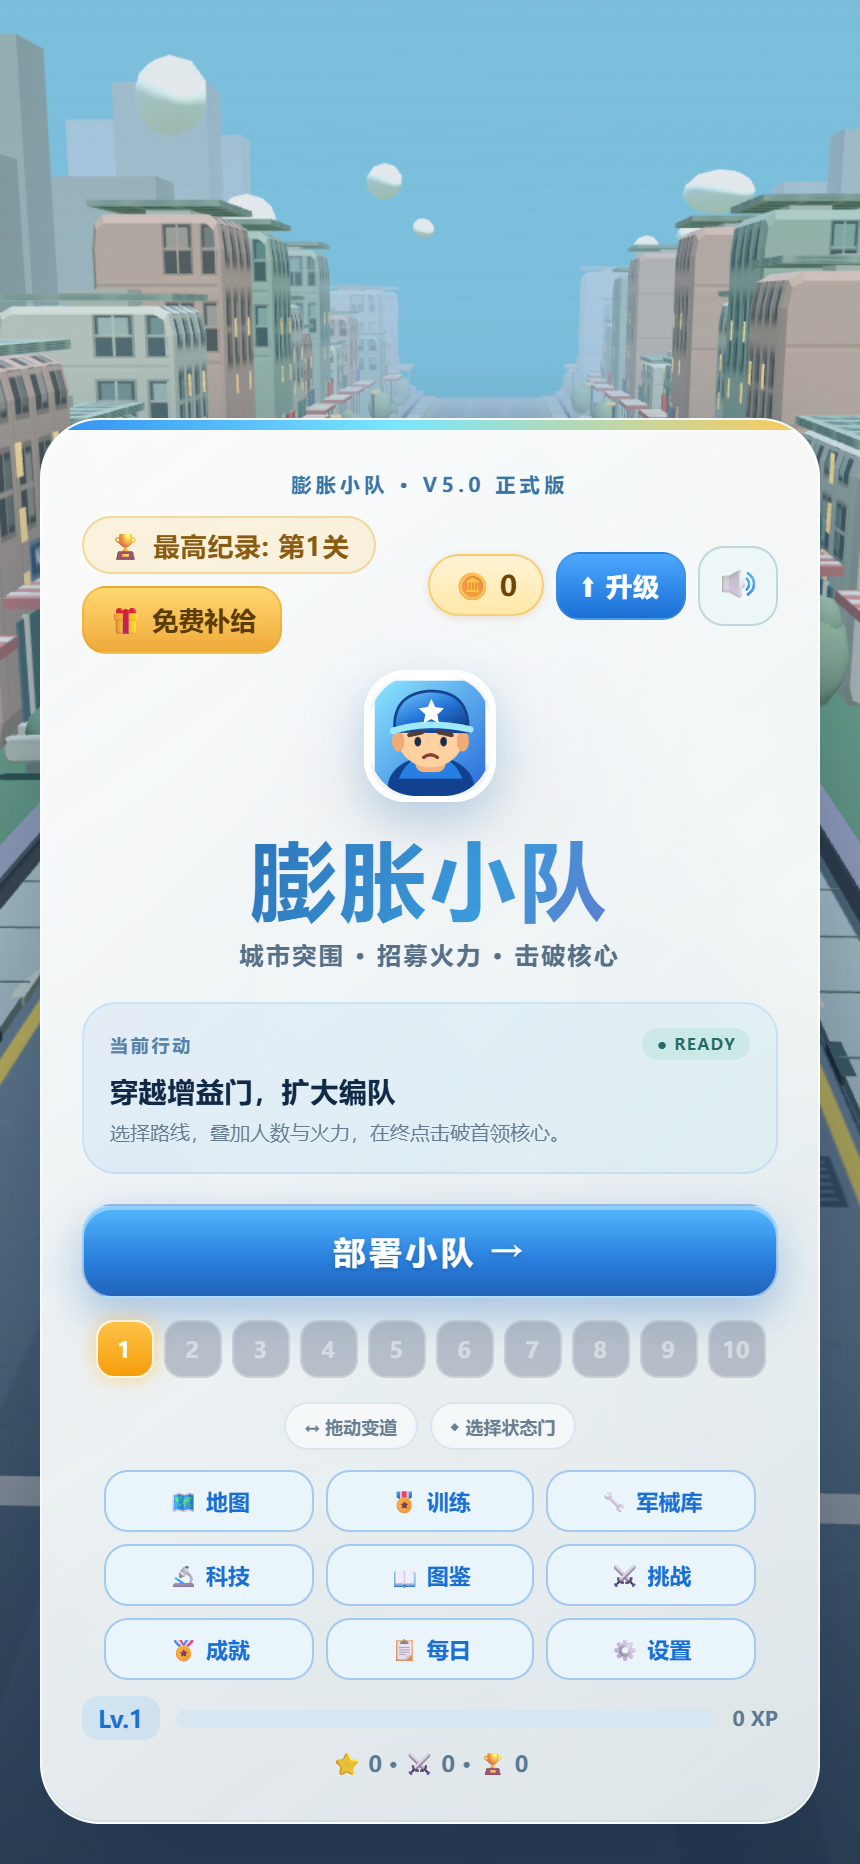 膨胀小队 • V5.0 正式版
最高纪录: 第1关
免费补给
0
⬆ 升级
膨胀小队
城市突围 • 招募火力 • 击破核心
当前行动
● READY
穿越增益门，扩大编队
选择路线，叠加人数与火力，在终点击破首领核心。
部署小队 →
1 2 3 4 5 6 7 8 9 10
↔ 拖动变道
◆ 选择状态门
地图 训练 军械库
科技 图鉴 挑战
成就 每日 设置
Lv.1
0 XP
0 • 0 • 0